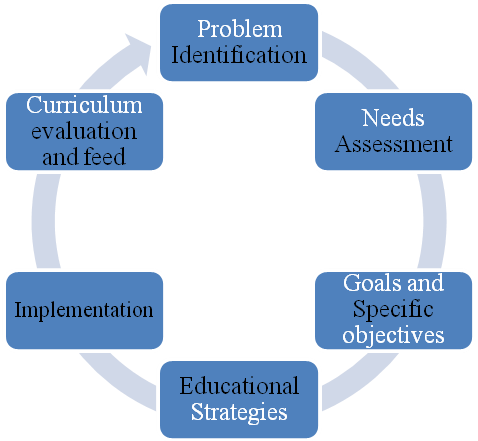 Problem
Identification
Needs
Assessment
Goals and
Specific
objectives
Educational
Strategies
Implementation
Curriculum
evaluation
and feed